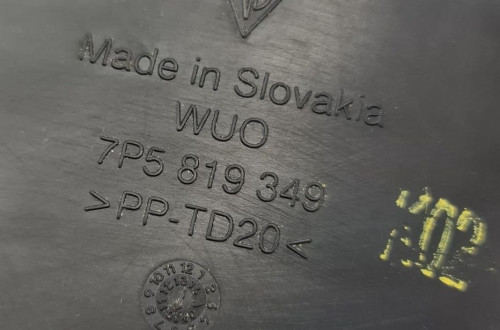 Made in Slovakia
WUO
7P5 819 349
>PP-TD20<